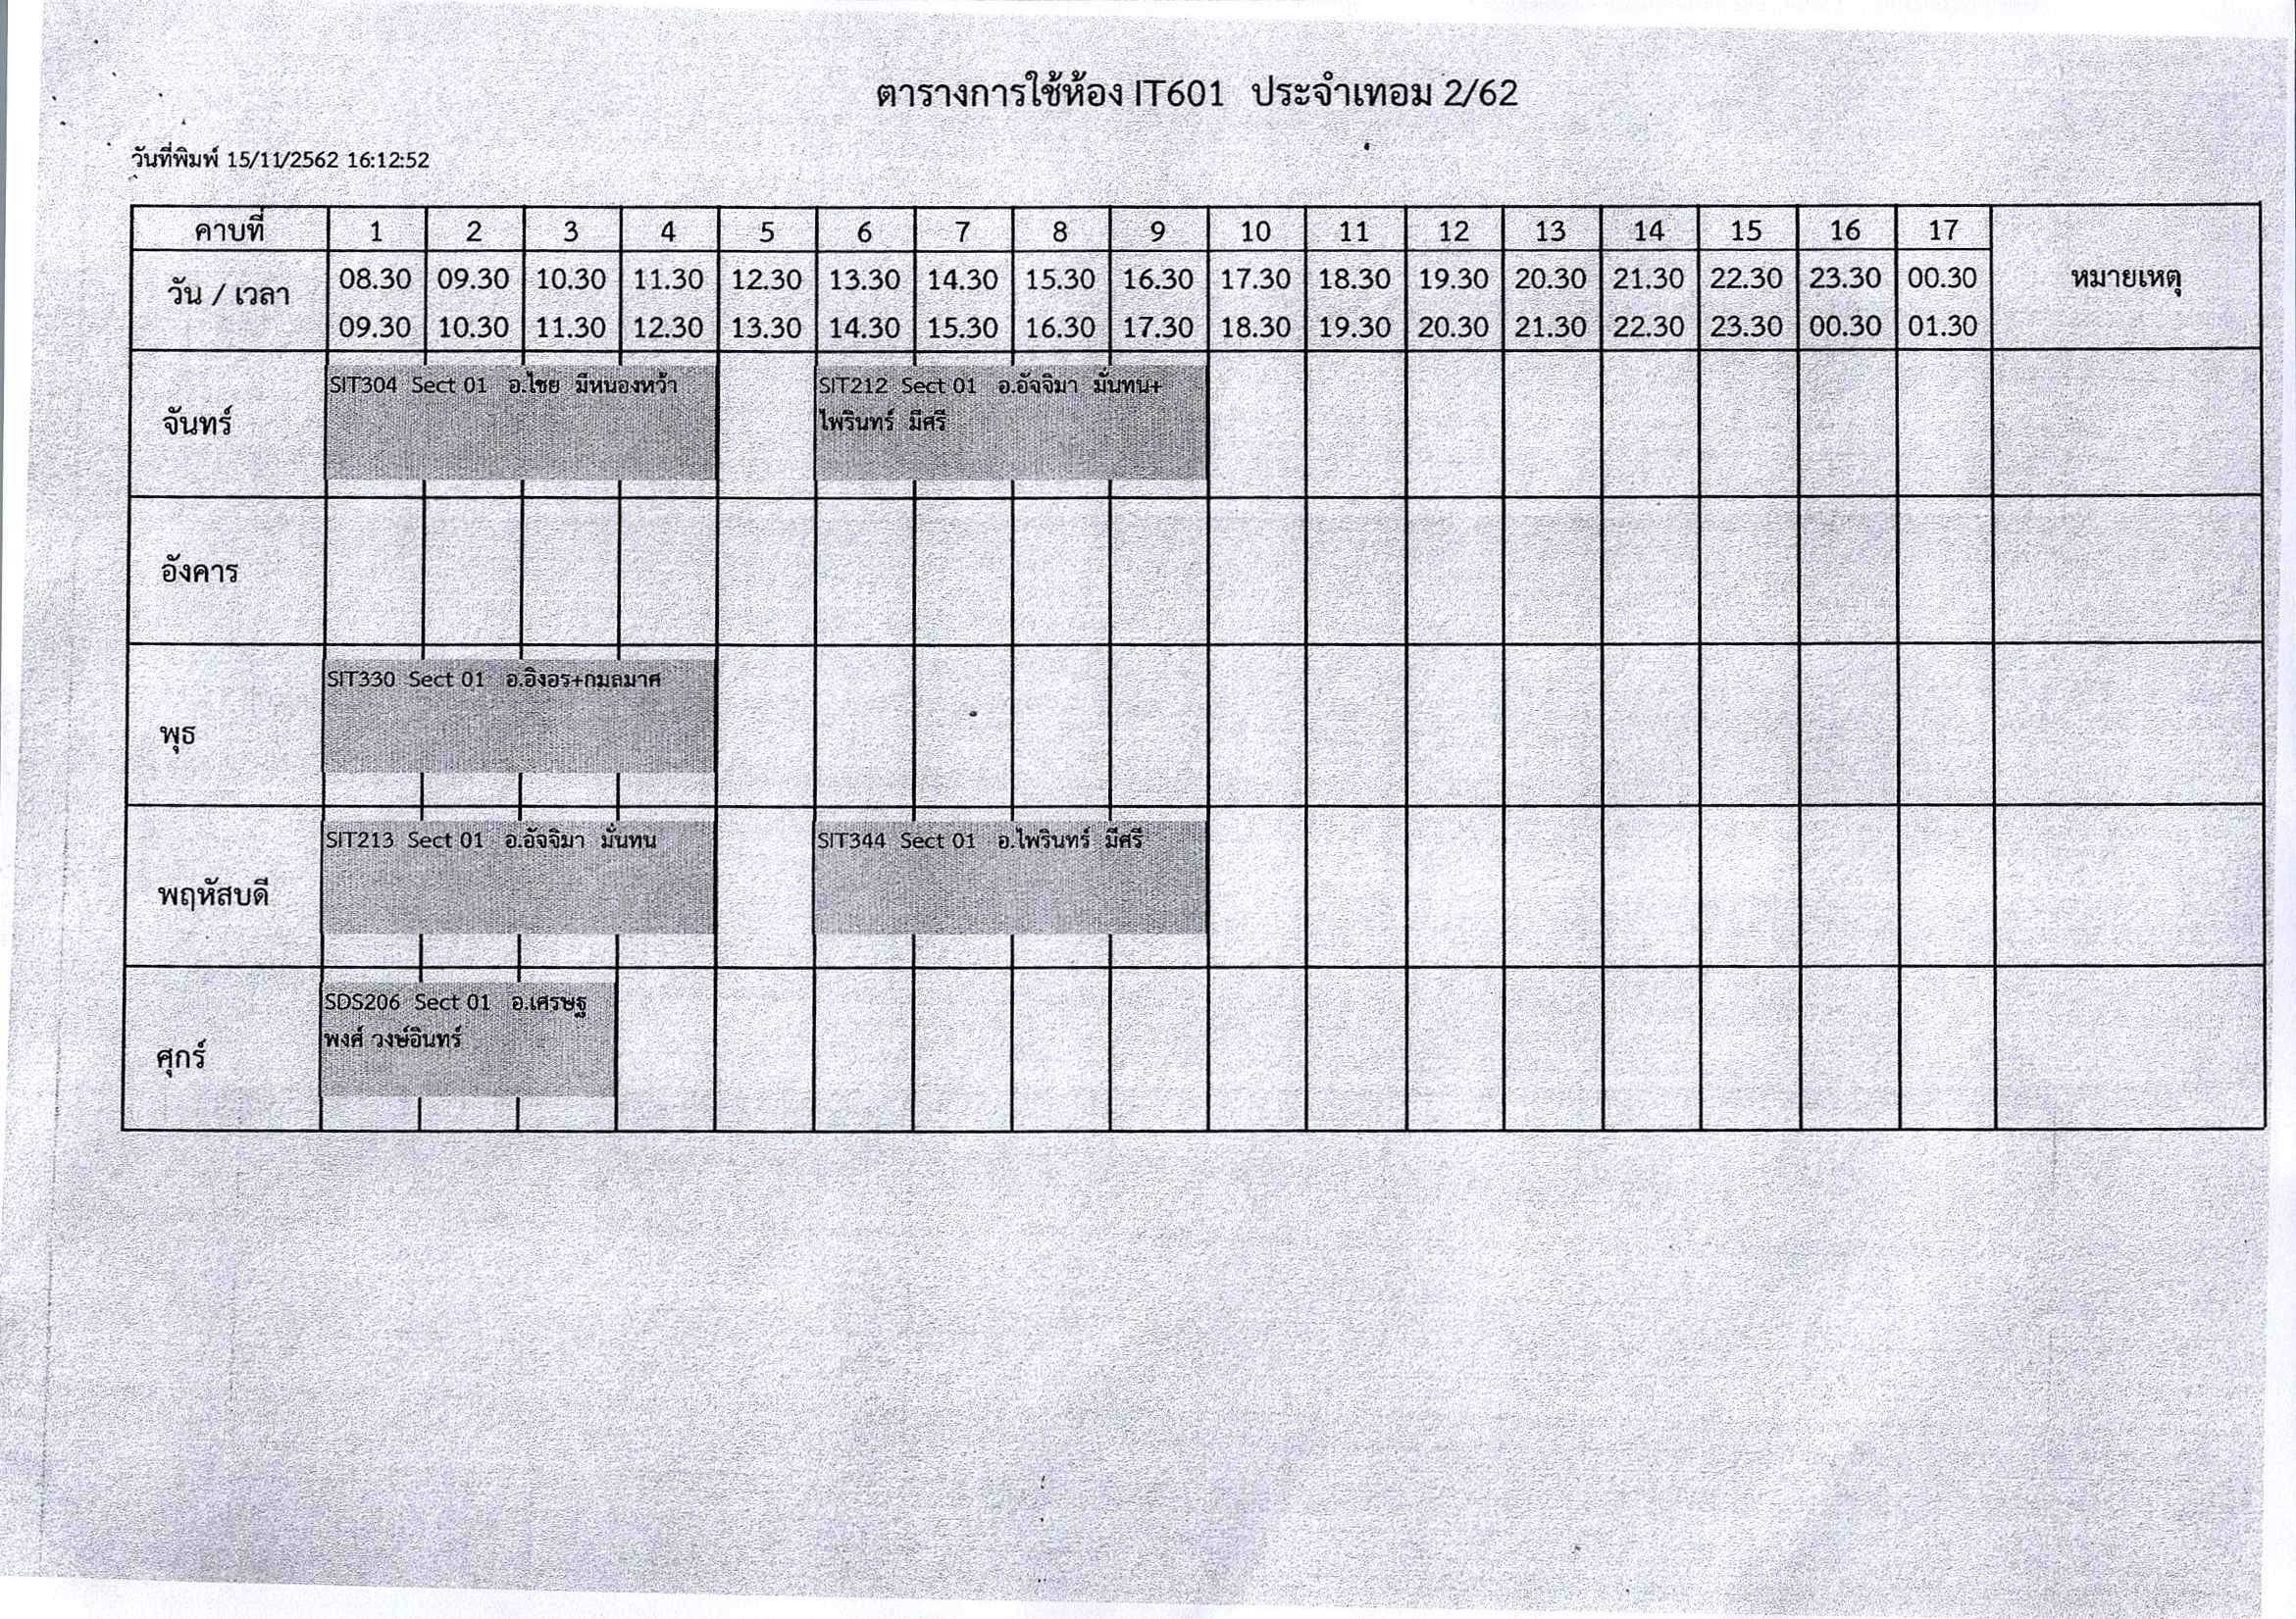 ตารางการใช้ห้อง IT601 ประจำเทอม 2/62
วันที่พิมพ์ 15/11/2562 16:12:52
คาบที่ 1 2 3 4 5 6 7 8 9 10 11 12 13 14 15 16 17
วัน / เวลา 08.30 09.30 10.30 11.30 12.30 13.30 14.30 15.30 16.30 17.30 18.30 19.30 20.30 21.30 22.30 23.30 00.30 หมายเหตุ
09.30 10.30 11.30 12.30 13.30 14.30 15.30 16.30 17.30 18.30 19.30 20.30 21.30 22.30 23.30 00.30 01.30
จันทร์
SIT304 Sect 01 อ.ไชย มีหนองหว้า
SIT212 Sect 01 อ.อัจจิมา มั่นทน+
ไพรินทร์ มีศรี
อังคาร
พุธ
SIT330 Sect 01 อ.อิงอร+กมลมาศ
พฤหัสบดี
SIT213 Sect 01 อ.อัจจิมา มั่นทน
SIT344 Sect 01 อ.ไพรินทร์ มีศรี
ศุกร์
SDS206 Sect 01 อ.เศรษฐ
พงศ์ วงษ์อินทร์